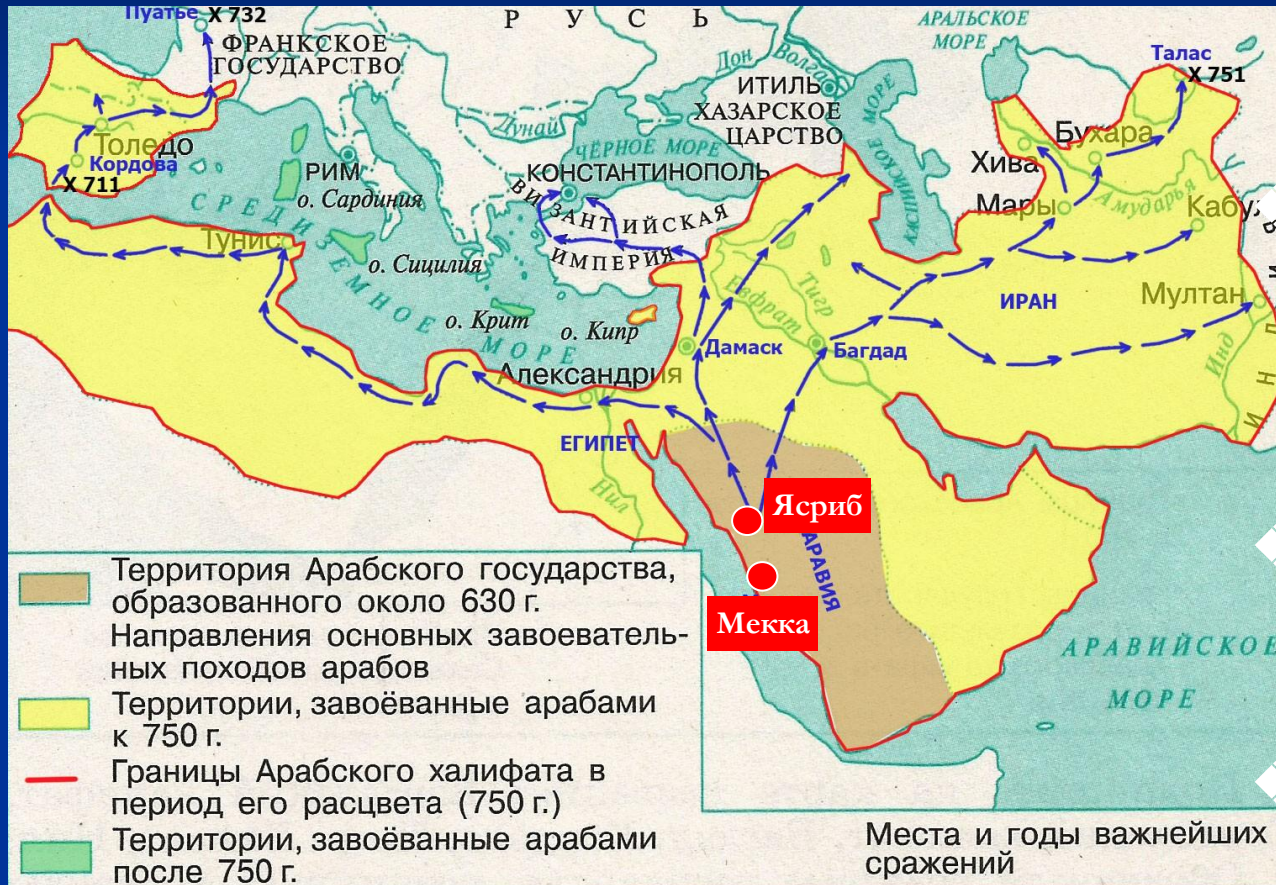 Пуатье X 732
ФРАНКСКОЕ
ГОСУДАРСТВО
Р У С Ь
АРАЛЬСКОЕ
МОРЕ
Талас
X 751
Дон
Волга
ИТИЛЬ
ХАЗАРСКОЕ
ЦАРСТВО
КАСПИЙСКОЕ МОРЕ
Дунай
ЧЁРНОЕ МОРЕ
КОНСТАНТИНОПОЛЬ
ВИЗАНТИЙСКАЯ
ИМПЕРИЯ
Толедо
Кордова
X 711
РИМ
о. Сардиния
СРЕДИЗЕМНОЕ
МОРЕ
Тунис
о. Сицилия
о. Крит
о. Кипр
Бухара
Хива
Мары
Амударья
Тигр
Евфрат
ИРАН
Мултан
Инд
Дамаск
Багдад
Александрия
ЕГИПЕТ
Нил
Ясриб
АРАВИЯ
Мекка
АРАВИЙСКОЕ
МОРЕ
Территория Арабского государства,
образованного около 630 г.
Направления основных завоеватель-
ных походов арабов
Территории, завоёванные арабами
к 750 г.
Границы Арабского халифата в
период его расцвета (750 г.)
Территории, завоёванные арабами
после 750 г.
Места и годы важнейших
сражений